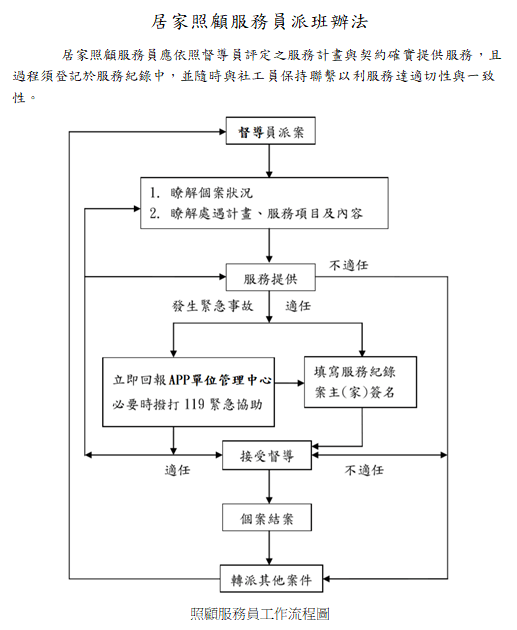 居家照顧服務員派班辦法
居家照顧服務員應依照督導員評定之服務計畫與契約確實提供服務，且
過程須登記於服務紀錄中，並隨時與社工員保持聯繫以利服務達適切性與一致
性。
督導員派案
1. 瞭解個案狀況
2. 瞭解處遇計畫、服務項目及內容
服務提供
不適任
發生緊急事故
適任
立即回報APP單位管理中心
必要時撥打119緊急協助
填寫服務紀錄
案主(家)簽名
接受督導
適任
不適任
個案結案
轉派其他案件
照顧服務員工作流程圖